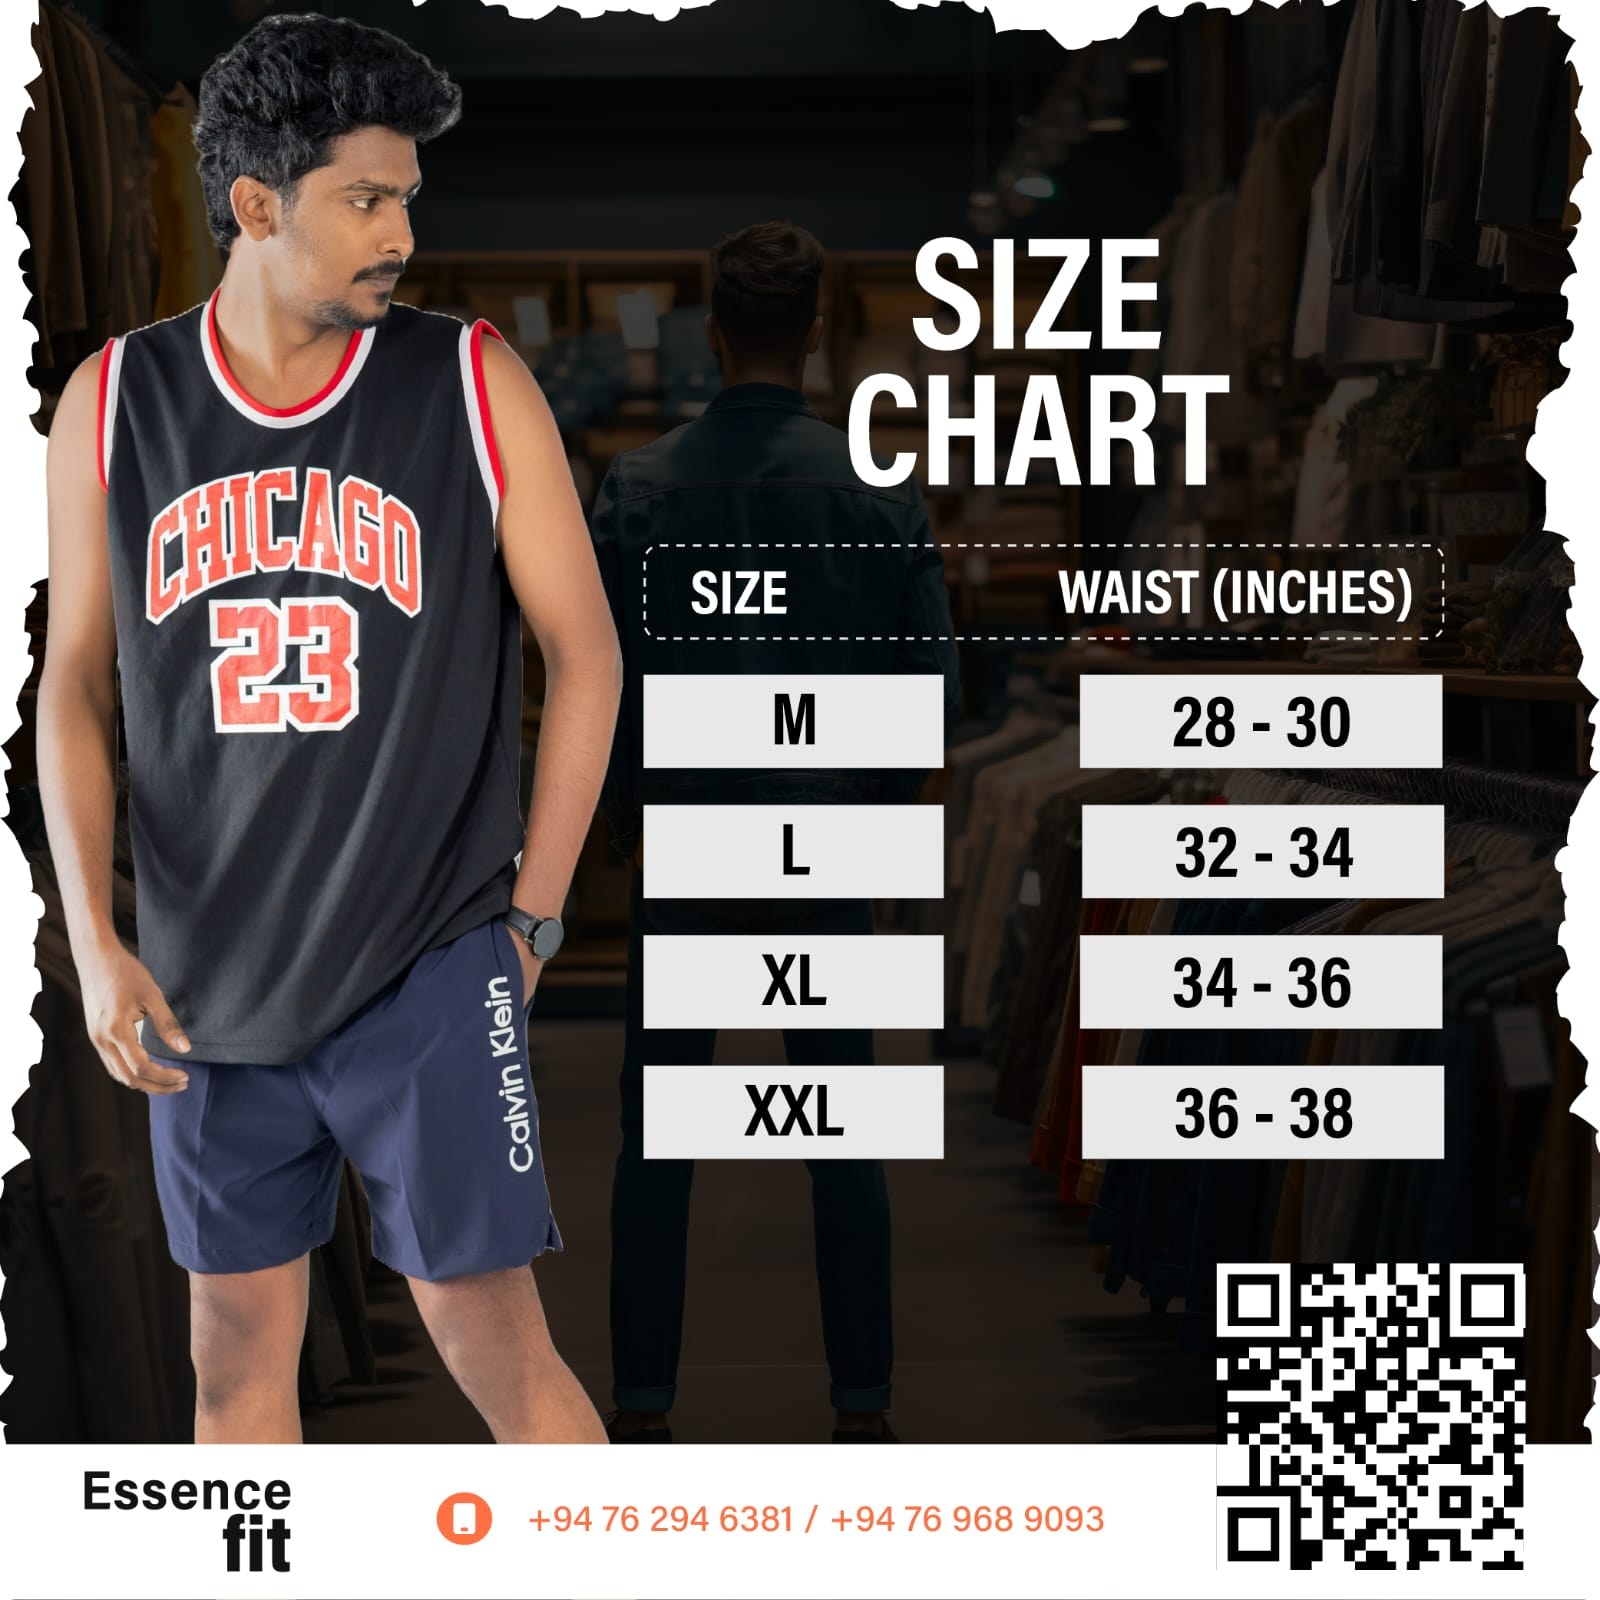 SIZE
CHART
SIZE WAIST (INCHES)
M 28 - 30
L 32 - 34
XL 34 - 36
XXL 36 - 38
CHICAGO
23
Calvin Klein
Essence
fit
+94 76 294 6381 / +94 76 968 9093